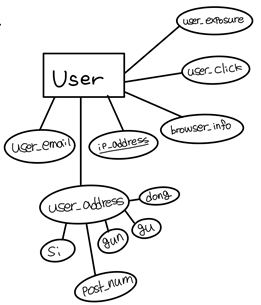 user_exposure
User
user_click
browser_info
user_email
ip_address
user_address
dong
gu
gun
si
post_num